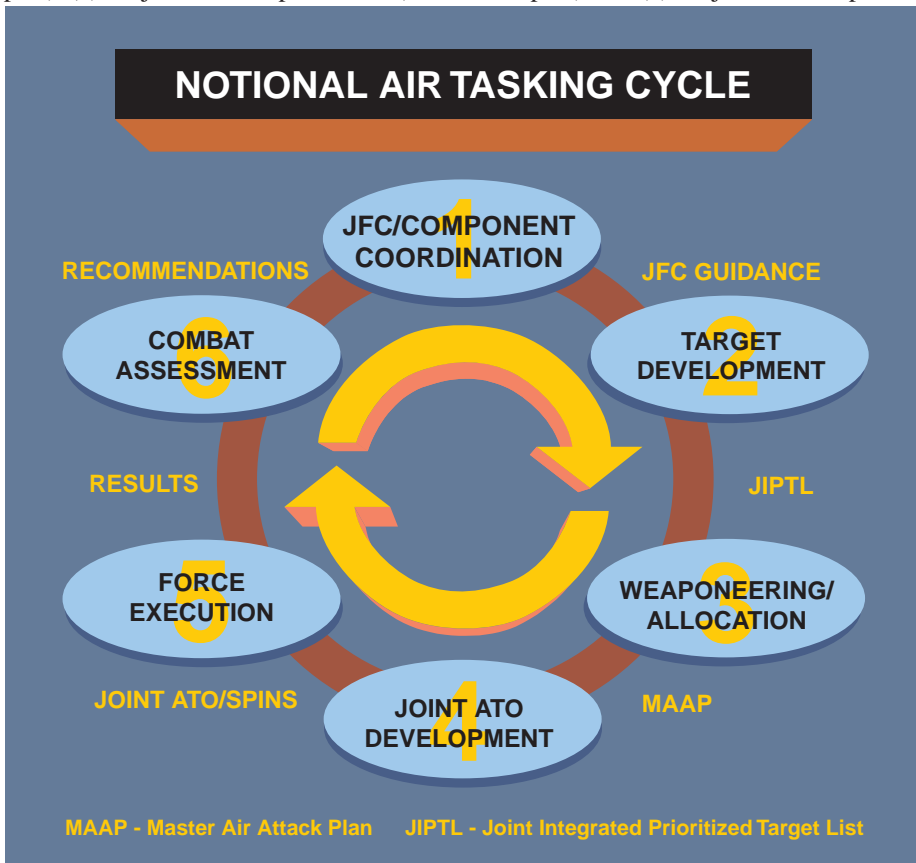 NOTIONAL AIR TASKING CYCLE
1
JFC/COMPONENT
COORDINATION
RECOMMENDATIONS
JFC GUIDANCE
6
COMBAT
ASSESSMENT
2
TARGET
DEVELOPMENT
RESULTS
JIPTL
5
FORCE
EXECUTION
3
WEAPONEERING/
ALLOCATION
JOINT ATO/SPINS
MAAP
4
JOINT ATO
DEVELOPMENT
MAAP - Master Air Attack Plan
JIPTL - Joint Integrated Prioritized Target List